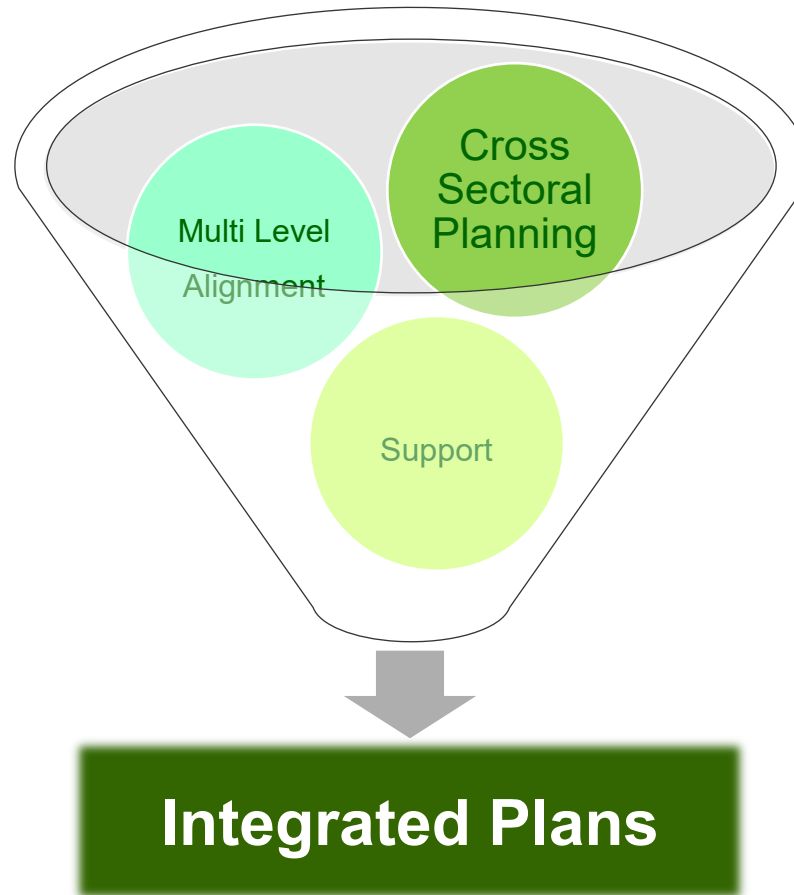 Cross
Sectoral
Planning
Multi Level
Alignment
Support
Integrated Plans